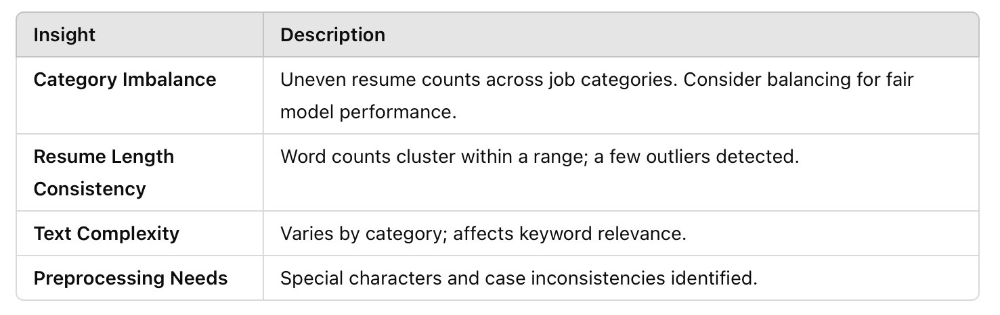 Insight Description
Category Imbalance Uneven resume counts across job categories. Consider balancing for fair
model performance.
Resume Length Word counts cluster within a range; a few outliers detected.
Consistency
Text Complexity Varies by category; affects keyword relevance.
Preprocessing Needs Special characters and case inconsistencies identified.